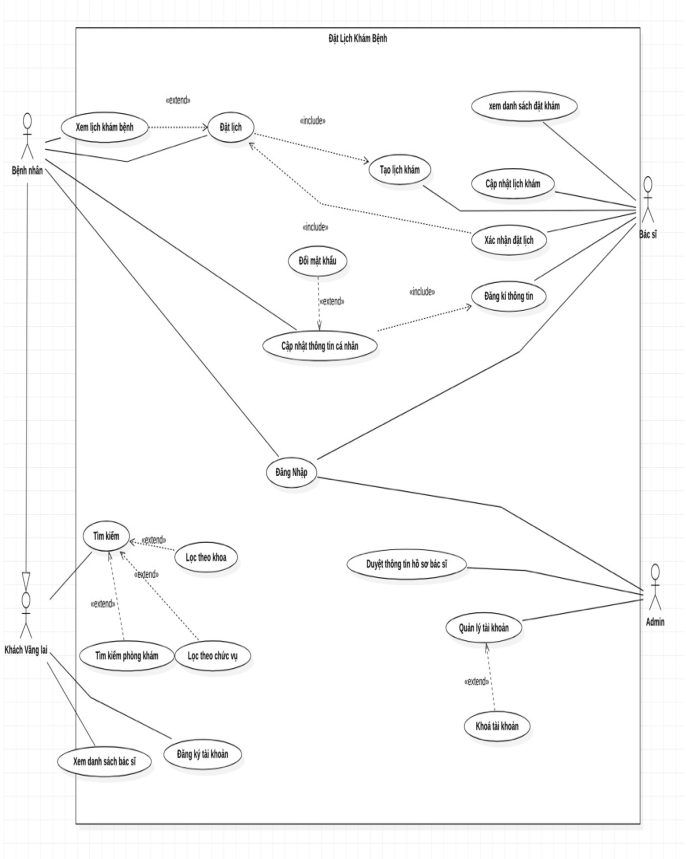 Đặt Lịch Khám Bệnh
«extend»
xem danh sách đặt khám
Xem lịch khám bệnh
Đặt lịch
«include»
Bệnh nhân
Tạo lịch khám
Cập nhật lịch khám
«include»
Xác nhận đặt lịch
Bác sĩ
Đổi mật khẩu
«extend»
«include»
Đăng kí thông tin
Cập nhật thông tin cá nhân
Đăng Nhập
Tìm kiếm
«extend»
Lọc theo khoa
Duyệt thông tin hồ sơ bác sĩ
«extend»
«extend»
Admin
Khách Vãng lai
Quản lý tài khoản
Tìm kiếm phòng khám
Lọc theo chức vụ
«extend»
Khoá tài khoản
Xem danh sách bác sĩ
Đăng ký tài khoản